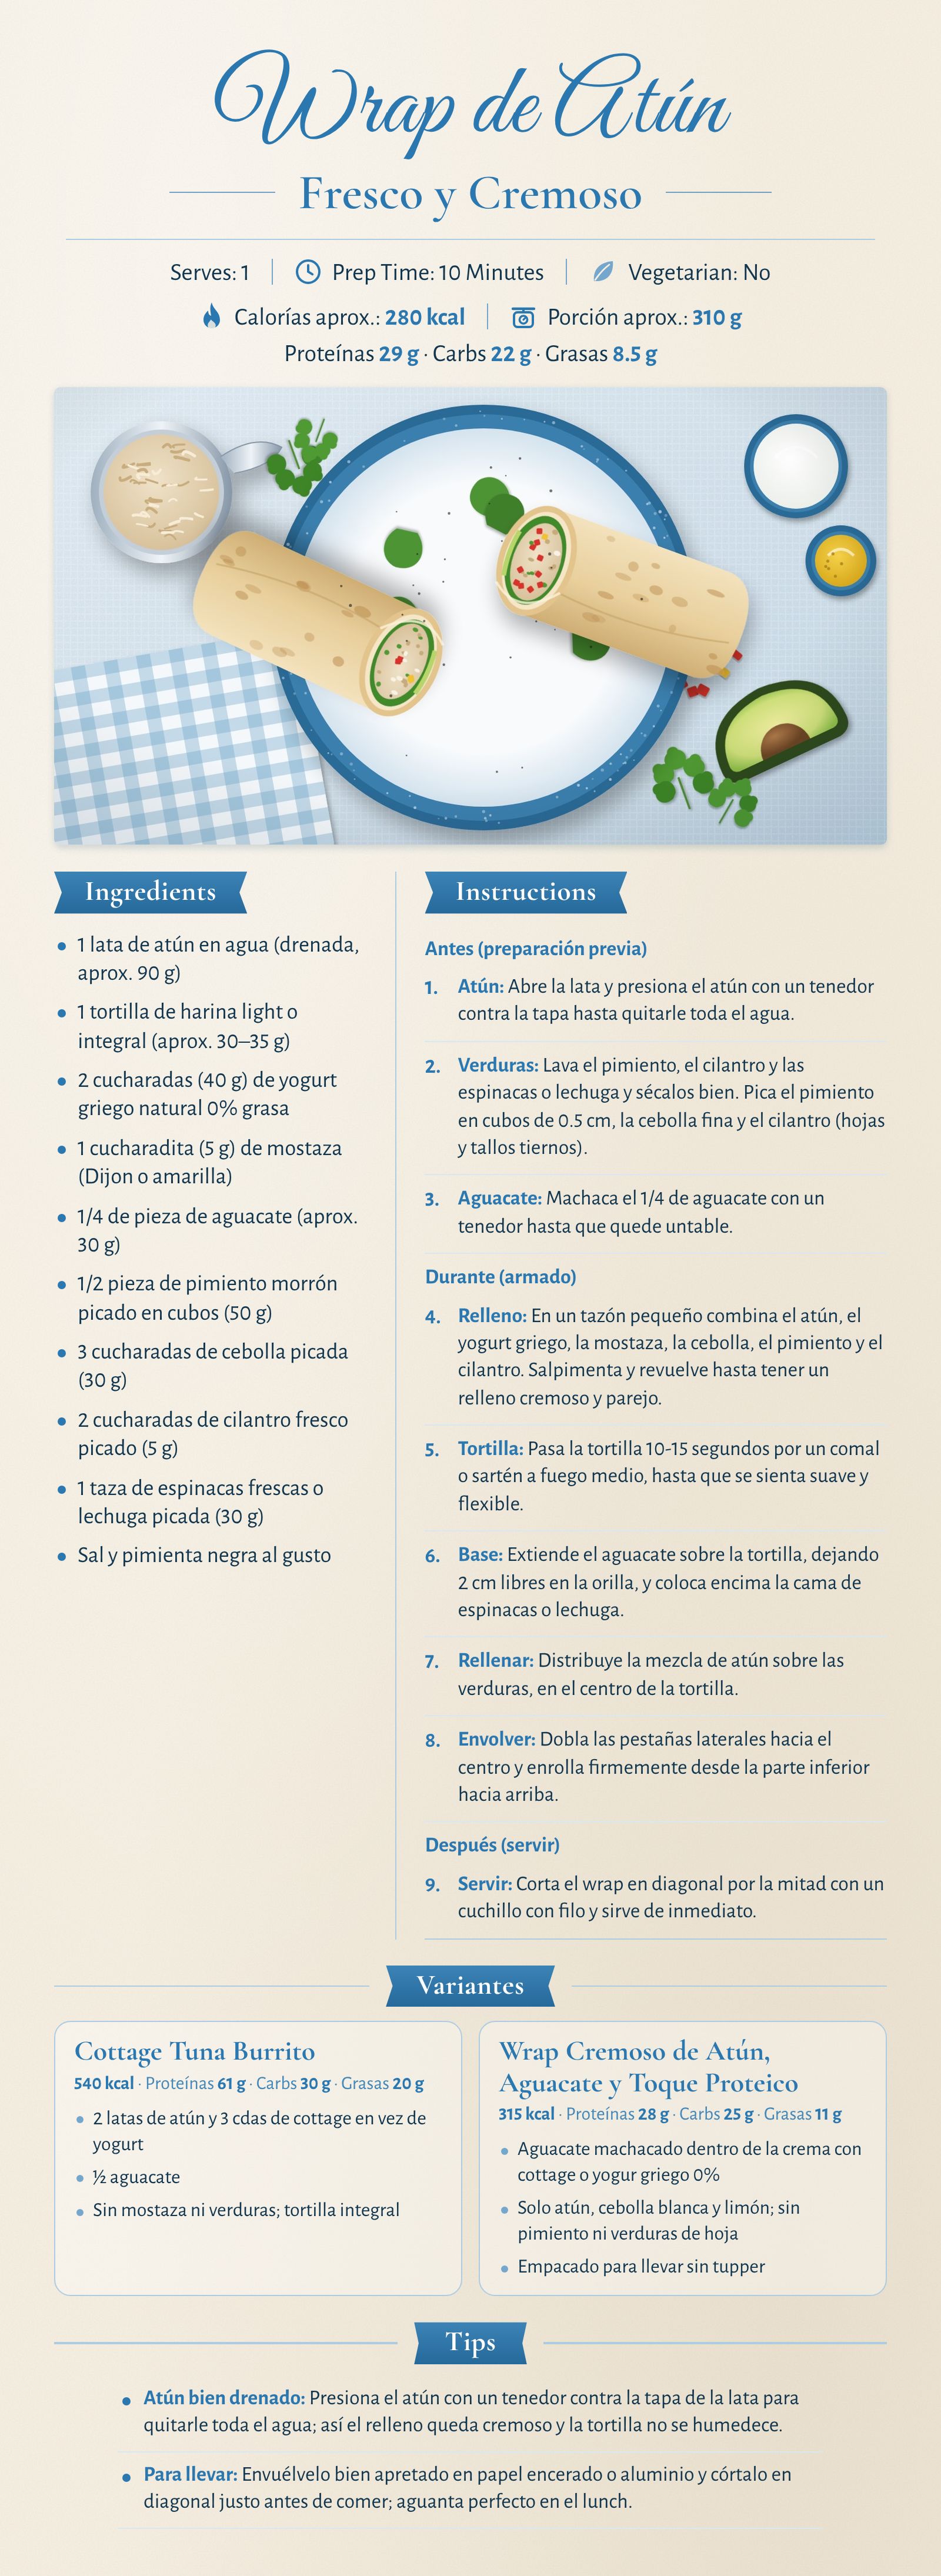 Wrap de Atún
Fresco y Cremoso
Serves: 1 | Prep Time: 10 Minutes | Vegetarian: No
Calorías aprox.: 280 kcal | Porción aprox.: 310 g
Proteínas 29 g · Carbs 22 g · Grasas 8.5 g
Ingredients
• 1 lata de atún en agua (drenada,
aprox. 90 g)
• 1 tortilla de harina light o
integral (aprox. 30–35 g)
• 2 cucharadas (40 g) de yogurt
griego natural 0% grasa
• 1 cucharadita (5 g) de mostaza
(Dijon o amarilla)
• 1/4 de pieza de aguacate (aprox.
30 g)
• 1/2 pieza de pimiento morrón
picado en cubos (50 g)
• 3 cucharadas de cebolla picada
(30 g)
• 2 cucharadas de cilantro fresco
picado (5 g)
• 1 taza de espinacas frescas o
lechuga picada (30 g)
• Sal y pimienta negra al gusto
Instructions
Antes (preparación previa)
1. Atún: Abre la lata y presiona el atún con un tenedor
contra la tapa hasta quitarle toda el agua.
2. Verduras: Lava el pimiento, el cilantro y las
espinacas o lechuga y sécalos bien. Pica el pimiento
en cubos de 0.5 cm, la cebolla fina y el cilantro (hojas
y tallos tiernos).
3. Aguacate: Machaca el 1/4 de aguacate con un
tenedor hasta que quede untable.
Durante (armado)
4. Relleno: En un tazón pequeño combina el atún, el
yogurt griego, la mostaza, la cebolla, el pimiento y el
cilantro. Salpimenta y revuelve hasta tener un
relleno cremoso y parejo.
5. Tortilla: Pasa la tortilla 10-15 segundos por un comal
o sartén a fuego medio, hasta que se sienta suave y
flexible.
6. Base: Extiende el aguacate sobre la tortilla, dejando
2 cm libres en la orilla, y coloca encima la cama de
espinacas o lechuga.
7. Rellenar: Distribuye la mezcla de atún sobre las
verduras, en el centro de la tortilla.
8. Envolver: Dobla las pestañas laterales hacia el
centro y enrolla firmemente desde la parte inferior
hacia arriba.
Después (servir)
9. Servir: Corta el wrap en diagonal por la mitad con un
cuchillo con filo y sirve de inmediato.
Variantes
Cottage Tuna Burrito
540 kcal · Proteínas 61 g · Carbs 30 g · Grasas 20 g
• 2 latas de atún y 3 cdas de cottage en vez de
yogurt
• ½ aguacate
• Sin mostaza ni verduras; tortilla integral
Wrap Cremoso de Atún,
Aguacate y Toque Proteico
315 kcal · Proteínas 28 g · Carbs 25 g · Grasas 11 g
• Aguacate machacado dentro de la crema con
cottage o yogur griego 0%
• Solo atún, cebolla blanca y limón; sin
pimiento ni verduras de hoja
• Empacado para llevar sin tupper
Tips
• Atún bien drenado: Presiona el atún con un tenedor contra la tapa de la lata para
quitarle toda el agua; así el relleno queda cremoso y la tortilla no se humedece.
• Para llevar: Envuélvelo bien apretado en papel encerado o aluminio y córtalo en
diagonal justo antes de comer; aguanta perfecto en el lunch.